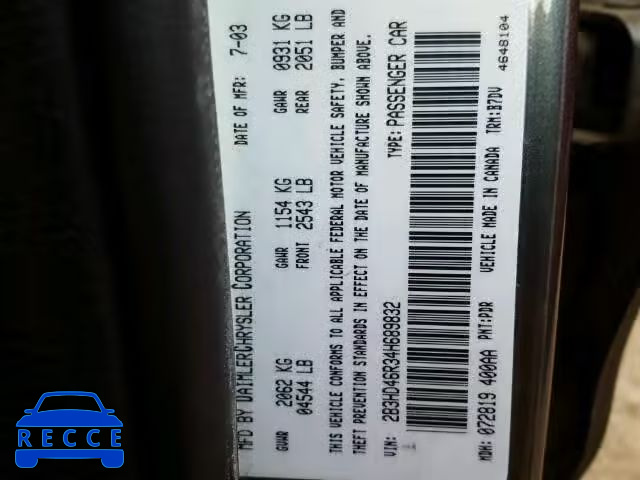 MFD BY DAIMLERCHRYSLER CORPORATION DATE OF MFR: 7-03
GVWR 2062 KG 04544 LB
GAWR FRONT 1154 KG 2543 LB
GAWR REAR 0931 KG 2051 LB
THIS VEHICLE CONFORMS TO ALL APPLICABLE FEDERAL MOTOR VEHICLE SAFETY, BUMPER AND
THEFT PREVENTION STANDARDS IN EFFECT ON THE DATE OF MANUFACTURE SHOWN ABOVE.
VIN: 2B3HD46R34H689832 TYPE: PASSENGER CAR
MDH: 072819 400AA PNT:PDR VEHICLE MADE IN CANADA TRM:B7DV
4648104
RECCE